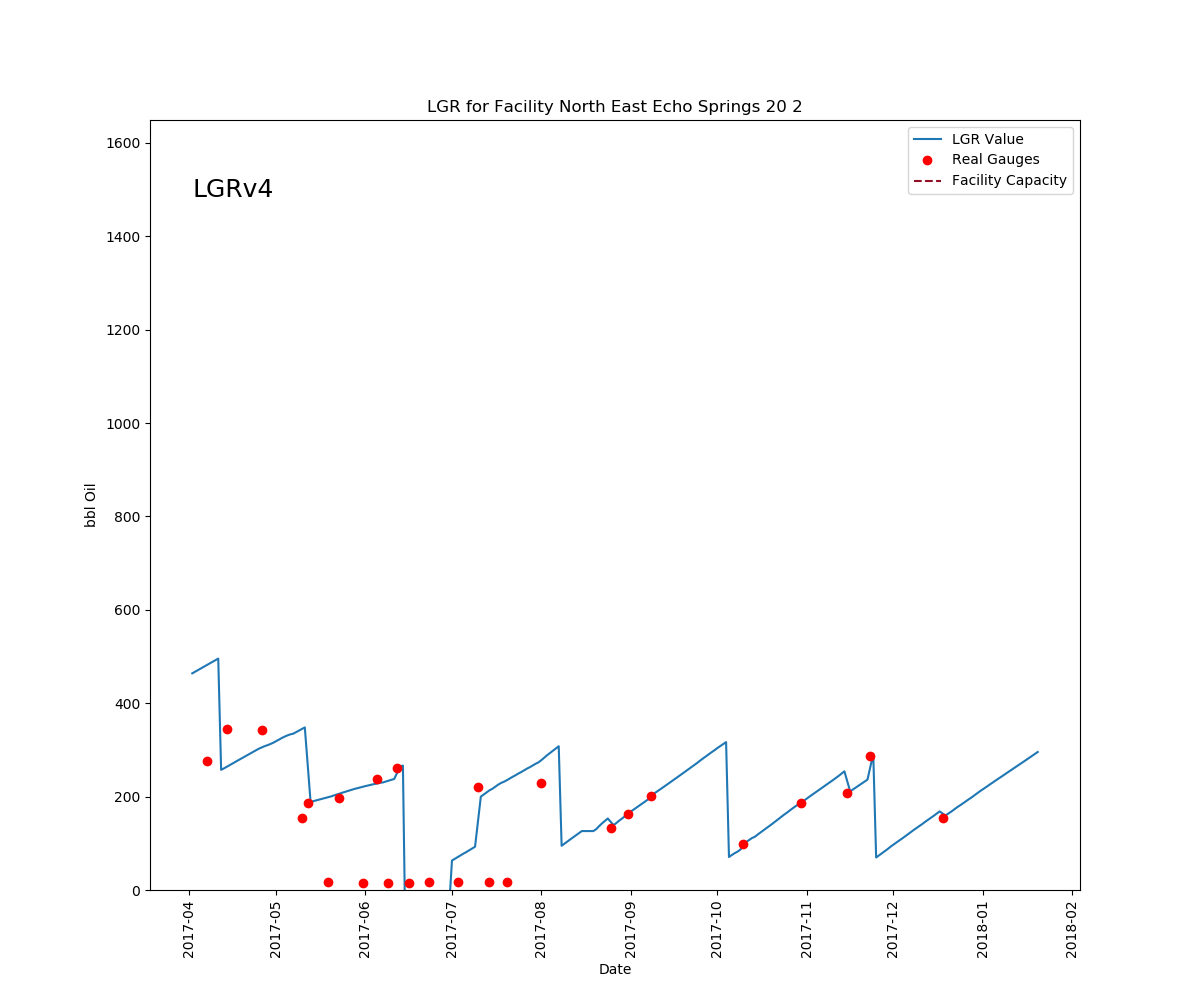 LGR for Facility North East Echo Springs 20 2
LGR Value
Real Gauges
Facility Capacity
LGRv4
1600
1400
1200
1000
800
600
400
200
0
bbl Oil
2017-04
2017-05
2017-06
2017-07
2017-08
2017-09
2017-10
2017-11
2017-12
2018-01
2018-02
Date